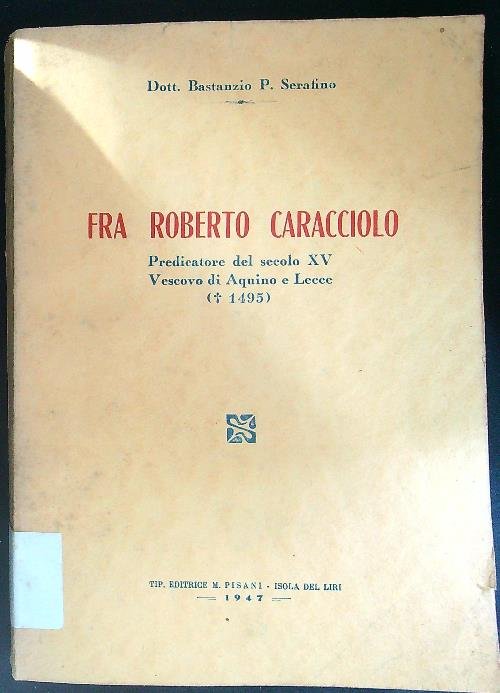 Dott. Bastanzio P. Serafino
FRA ROBERTO CARACCIOLO
Predicatore del secolo XV
Vescovo di Aquino e Lecce
(† 1495)
TIP. EDITRICE M. PISANI - ISOLA DEL LIRI
1947